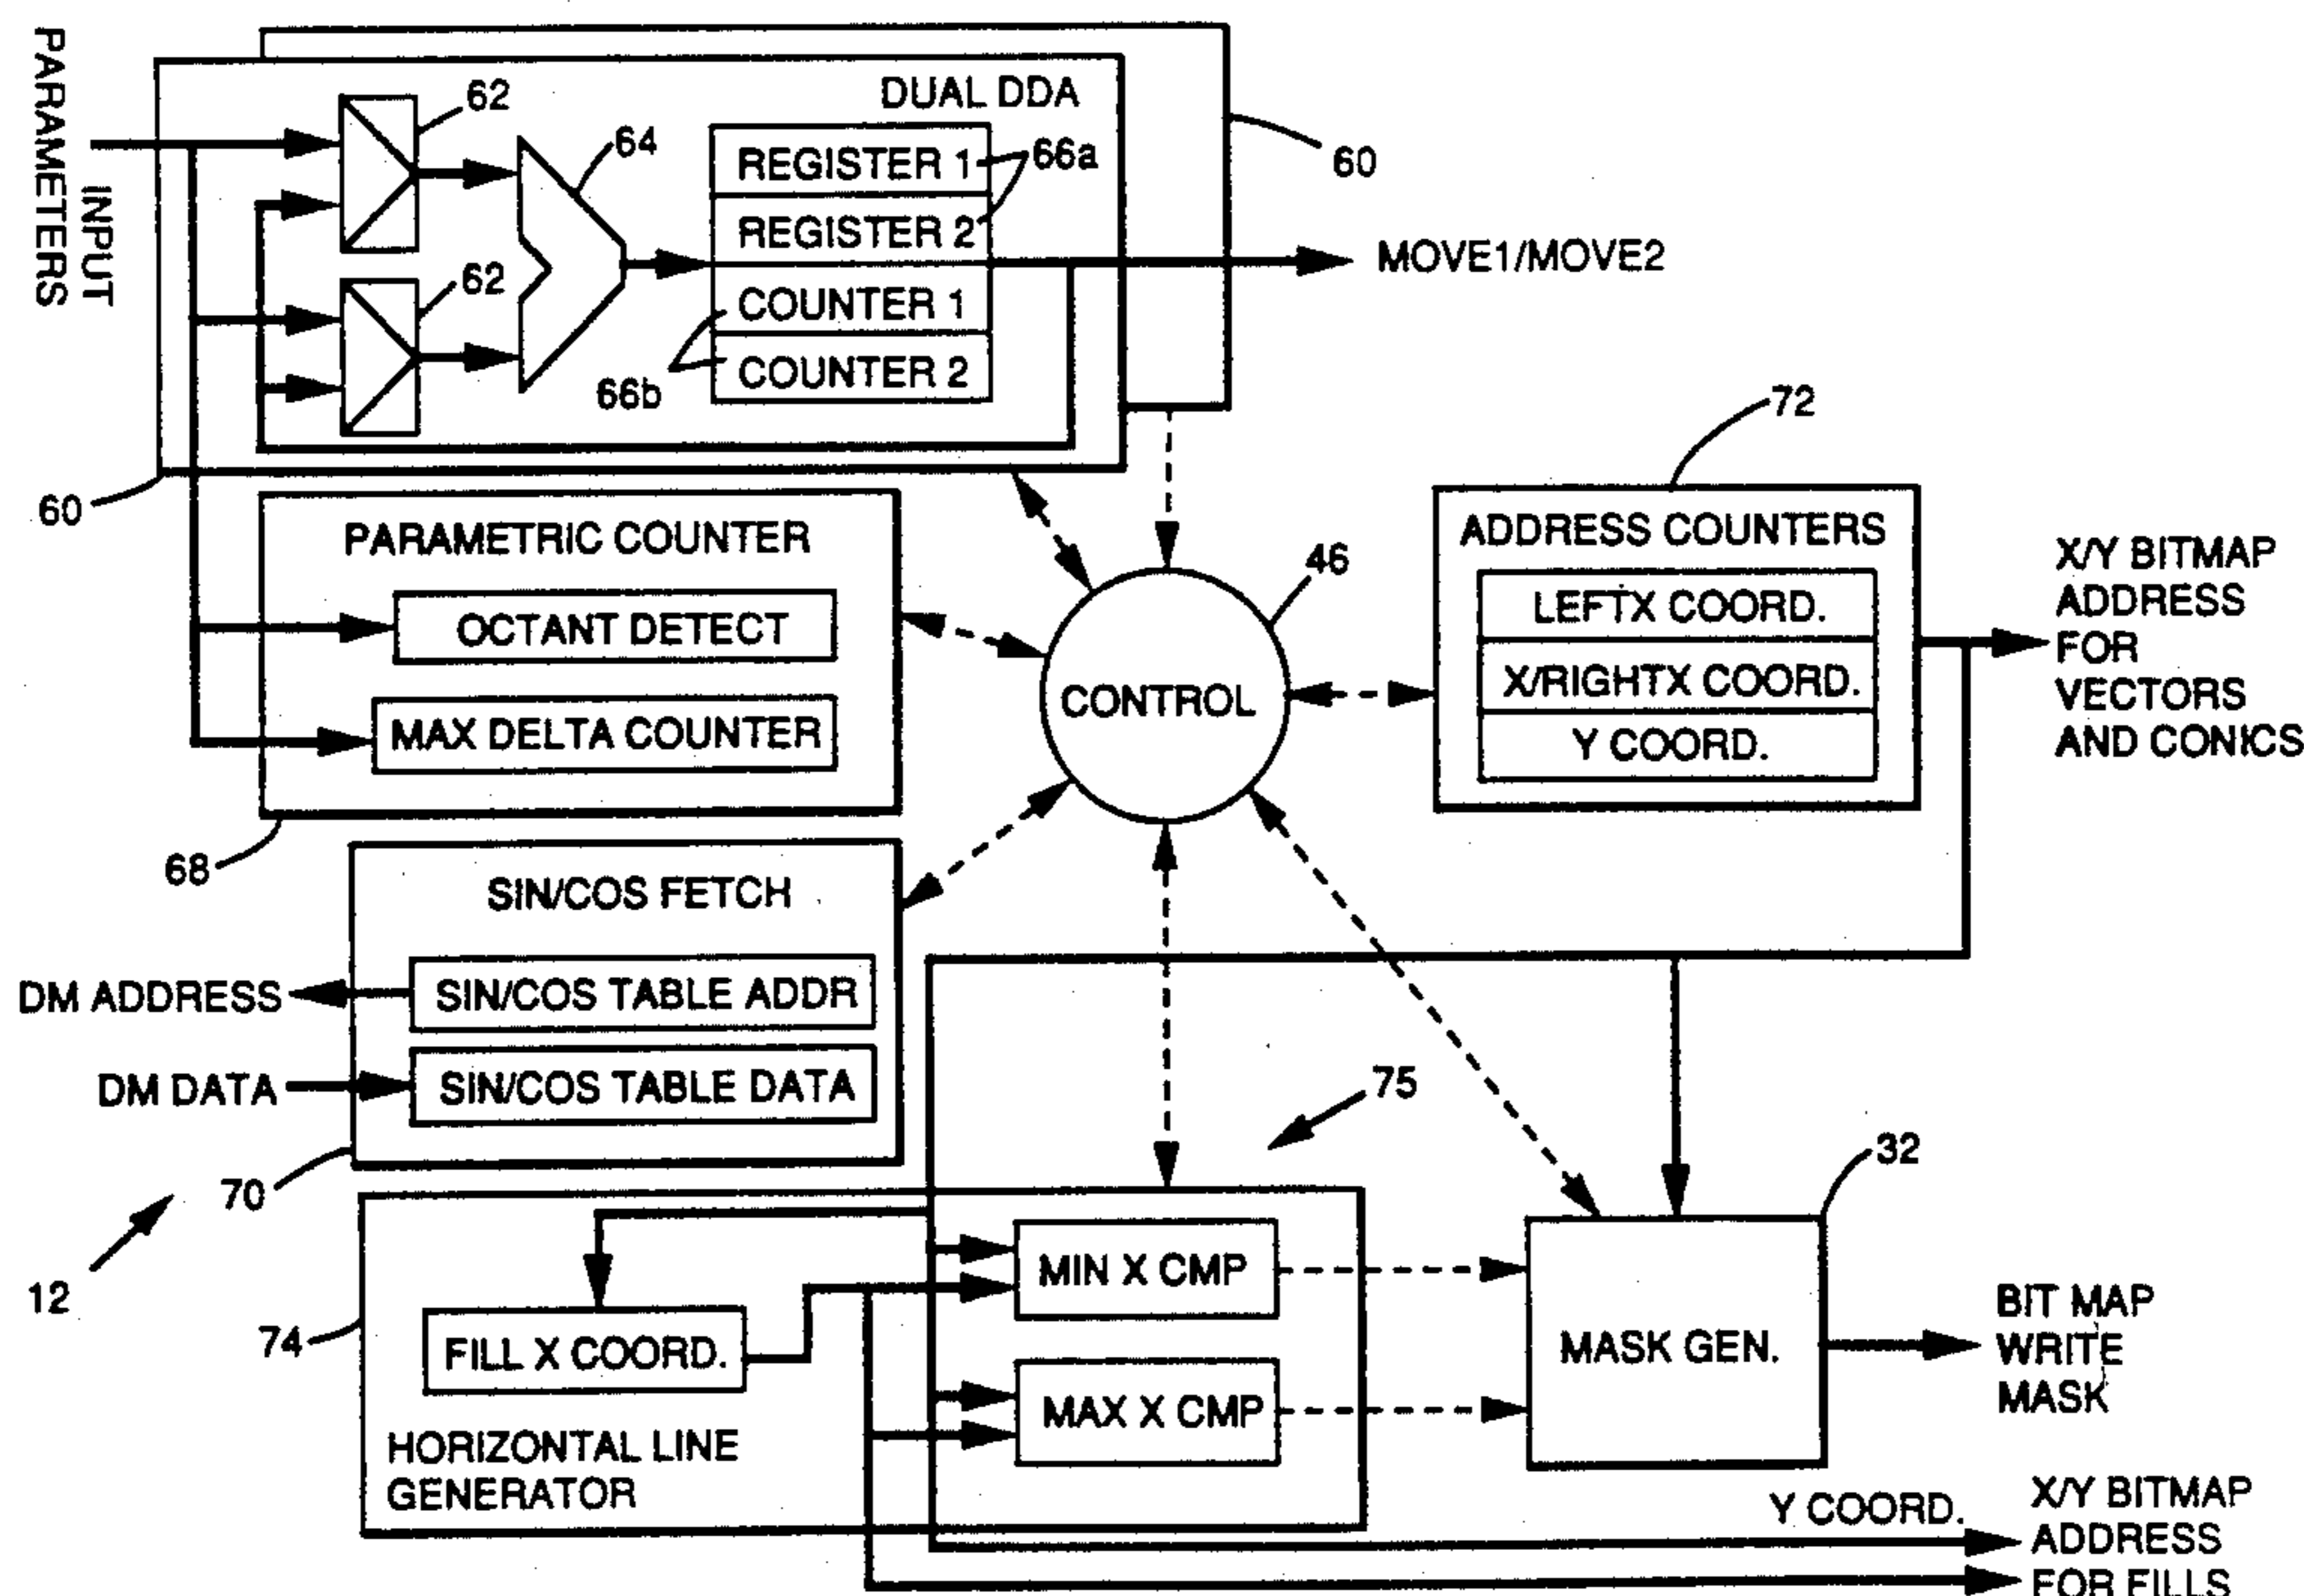 INPUT
PARAMETERS
DUAL DDA
62
64
REGISTER 1
66a
60
REGISTER 2
MOVE1/MOVE2
62
COUNTER 1
66b
COUNTER 2
60
72
PARAMETRIC COUNTER
OCTANT DETECT
MAX DELTA COUNTER
68
46
CONTROL
ADDRESS COUNTERS
LEFTX COORD.
X/RIGHTX COORD.
Y COORD.
X/Y BITMAP
ADDRESS
FOR
VECTORS
AND CONICS
SIN/COS FETCH
DM ADDRESS
SIN/COS TABLE ADDR
DM DATA
SIN/COS TABLE DATA
70
75
32
12
74
FILL X COORD.
MIN X CMP
MAX X CMP
HORIZONTAL LINE
GENERATOR
MASK GEN.
BIT MAP
WRITE
MASK
Y COORD.
X/Y BITMAP
ADDRESS
FOR FILLS